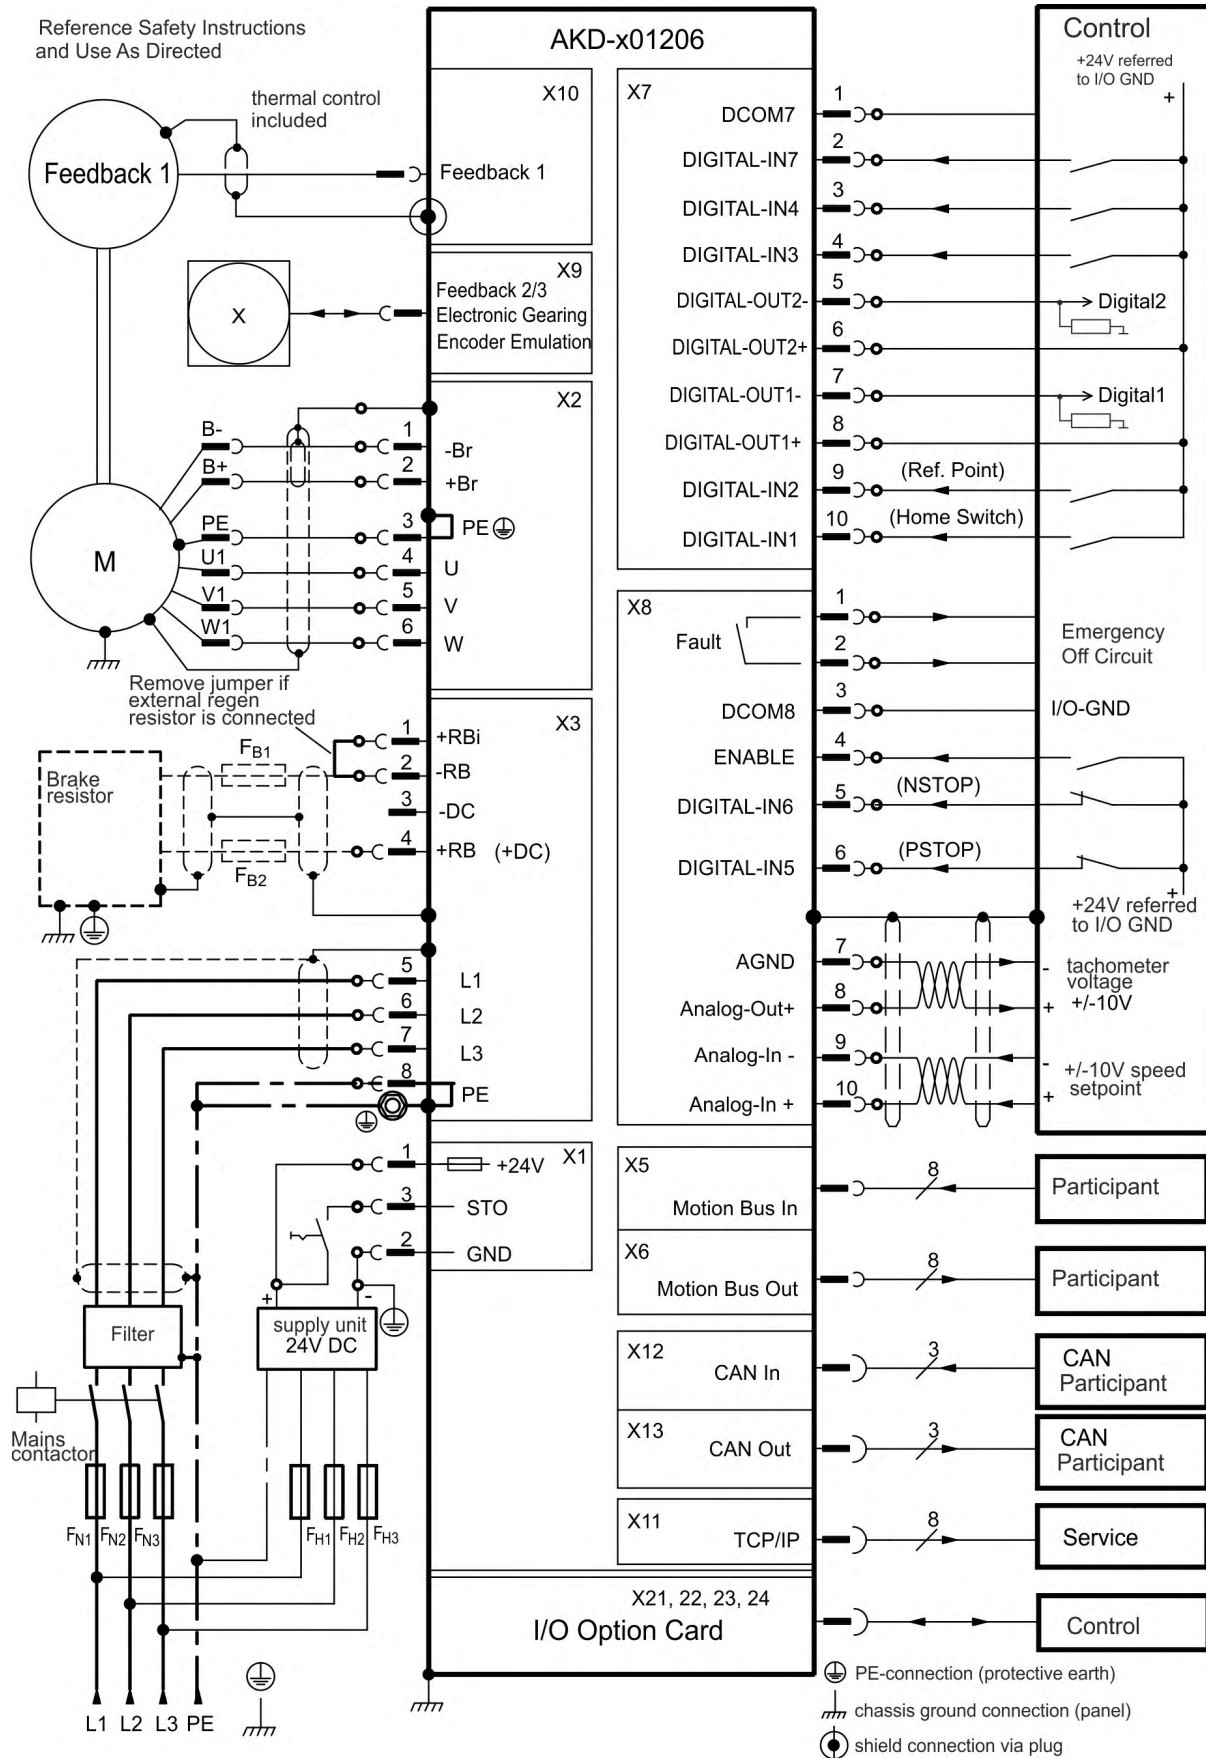 Reference Safety Instructions
and Use As Directed
AKD-x01206
Control
+24V referred
to I/O GND
+
thermal control
included
Feedback 1
X10
Feedback 1
X
X9
Feedback 2/3
Electronic Gearing
Encoder Emulation
X2
B-
1
-Br
B+
2
+Br
PE
3
PE
M
U1
4
U
V1
5
V
W1
6
W
Remove jumper if
external regen
resistor is connected
X3
1
+RBi
FB1
2
-RB
Brake
resistor
3
-DC
4
+RB (+DC)
FB2
5
L1
6
L2
7
L3
8
PE
X1
1
+24V
3
STO
2
GND
+
-
supply unit
24V DC
Filter
Mains
contactor
FN1
FN2
FN3
FH1
FH2
FH3
L1 L2 L3 PE
X7
DCOM7
1
DIGITAL-IN7
2
DIGITAL-IN4
3
DIGITAL-IN3
4
DIGITAL-OUT2-
5
Digital2
DIGITAL-OUT2+
6
DIGITAL-OUT1-
7
Digital1
DIGITAL-OUT1+
8
DIGITAL-IN2
9
(Ref. Point)
DIGITAL-IN1
10
(Home Switch)
X8
Fault
1
2
Emergency
Off Circuit
DCOM8
3
I/O-GND
ENABLE
4
DIGITAL-IN6
5
(NSTOP)
DIGITAL-IN5
6
(PSTOP)
+
+24V referred
to I/O GND
AGND
7
-
tachometer
voltage
Analog-Out+
8
+
+/-10V
Analog-In -
9
-
+/-10V speed
setpoint
Analog-In +
10
+
X5
Motion Bus In
8
Participant
X6
Motion Bus Out
8
Participant
X12
CAN In
3
CAN
Participant
X13
CAN Out
3
CAN
Participant
X11
TCP/IP
8
Service
X21, 22, 23, 24
I/O Option Card
Control
PE-connection (protective earth)
chassis ground connection (panel)
shield connection via plug